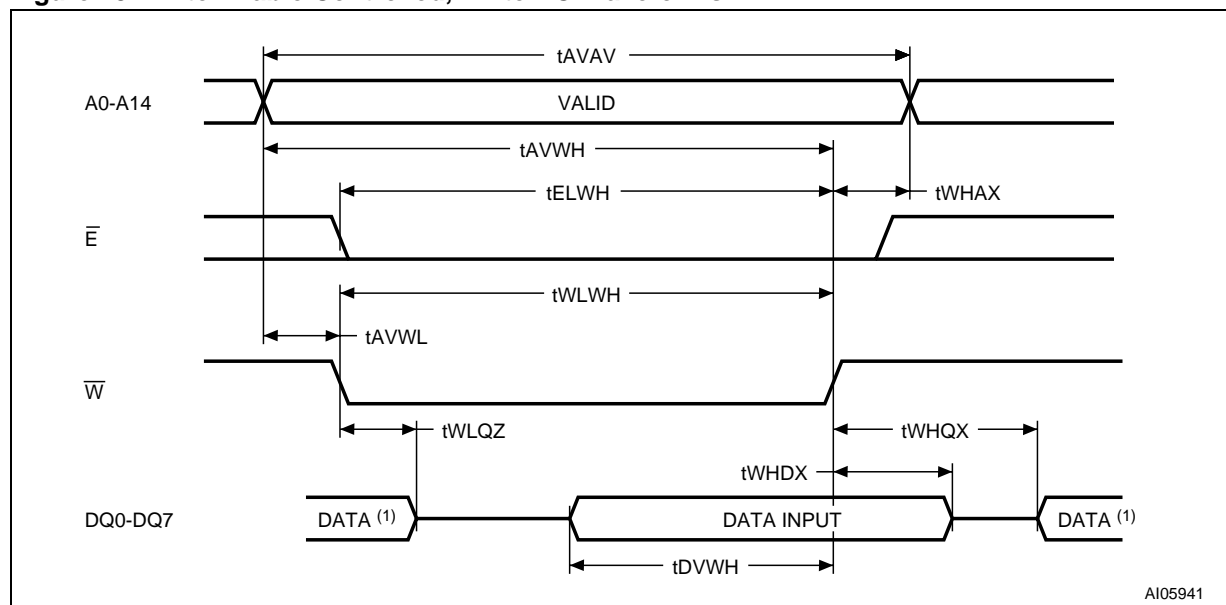 tAVAV
A0-A14
VALID
tAVWH
tELWH
tWHAX
E̅
tWLWH
tAVWL
W̅
tWLQZ
tWHQX
tWHDX
DQ0-DQ7
DATA (1)
DATA INPUT
DATA (1)
tDVWH
AI05941